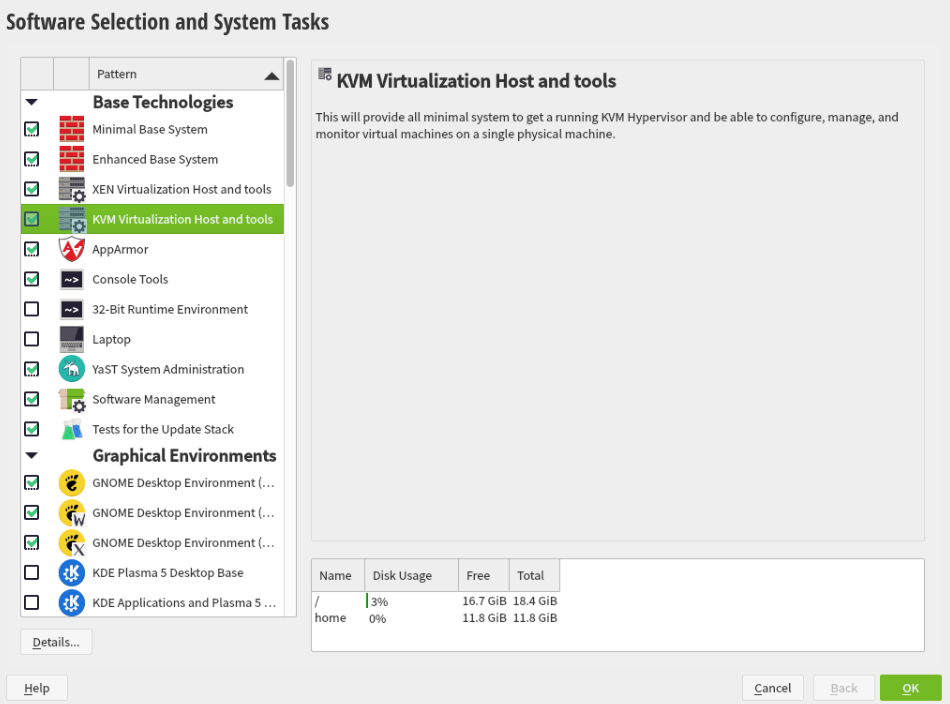 Software Selection and System Tasks
Pattern
Base Technologies
Minimal Base System
Enhanced Base System
XEN Virtualization Host and tools
KVM Virtualization Host and tools
AppArmor
~> Console Tools
~> 32-Bit Runtime Environment
Laptop
YaST System Administration
Software Management
Tests for the Update Stack
Graphical Environments
GNOME Desktop Environment (...
W GNOME Desktop Environment (...
X GNOME Desktop Environment (...
KDE Plasma 5 Desktop Base
KDE Applications and Plasma 5 ...
Details...
KVM Virtualization Host and tools
This will provide all minimal system to get a running KVM Hypervisor and be able to configure, manage, and
monitor virtual machines on a single physical machine.
Name Disk Usage Free Total
/ 3% 16.7 GiB 18.4 GiB
home 0% 11.8 GiB 11.8 GiB
Help Cancel Back OK